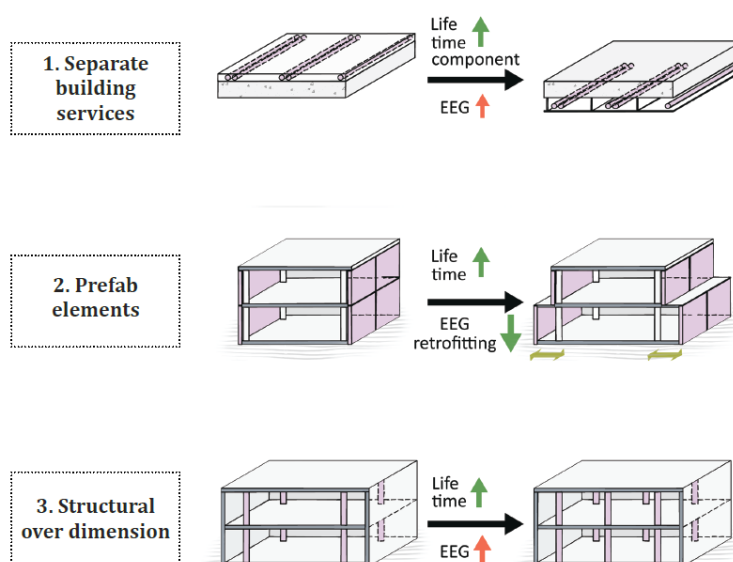 1. Separate
building
services
Life
time
component
EEG
2. Prefab
elements
Life
time
EEG
retrofitting
3. Structural
over dimension
Life
time
EEG